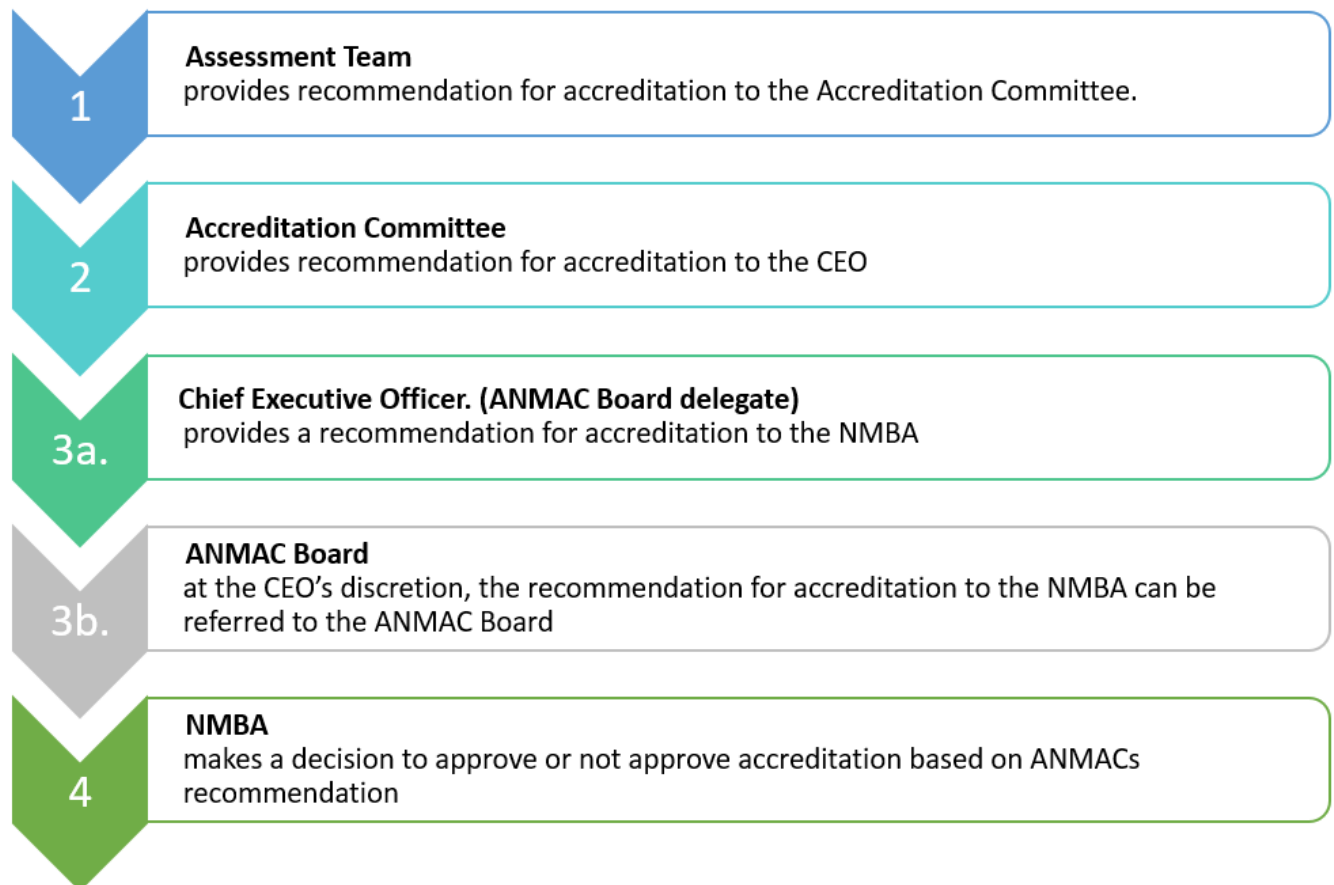 1
Assessment Team
provides recommendation for accreditation to the Accreditation Committee.
2
Accreditation Committee
provides recommendation for accreditation to the CEO
3a.
Chief Executive Officer. (ANMAC Board delegate)
provides a recommendation for accreditation to the NMBA
3b.
ANMAC Board
at the CEO’s discretion, the recommendation for accreditation to the NMBA can be
referred to the ANMAC Board
4
NMBA
makes a decision to approve or not approve accreditation based on ANMACs
recommendation